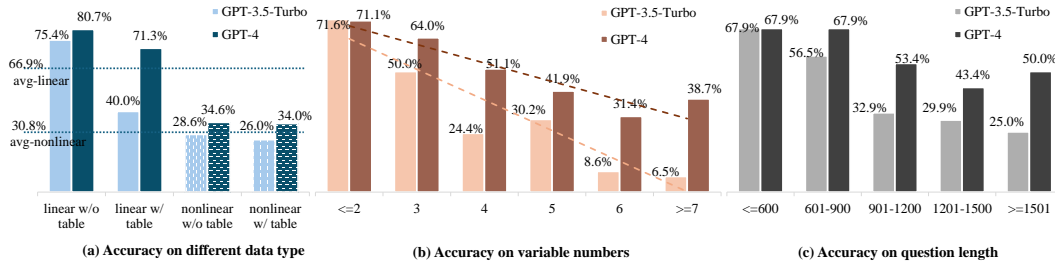 75.4%
80.7%
GPT-3.5-Turbo
GPT-4
66.9%
avg-linear
40.0%
71.3%
30.8%
avg-nonlinear
28.6%
34.6%
26.0%
34.0%
linear w/o table
linear w/ table
nonlinear w/o table
nonlinear w/ table
(a) Accuracy on different data type
71.6%
71.1%
GPT-3.5-Turbo
GPT-4
50.0%
64.0%
24.4%
51.1%
30.2%
41.9%
8.6%
31.4%
6.5%
38.7%
<=2
3
4
5
6
>=7
(b) Accuracy on variable numbers
67.9%
67.9%
GPT-3.5-Turbo
GPT-4
56.5%
67.9%
32.9%
53.4%
29.9%
43.4%
25.0%
50.0%
<=600
601-900
901-1200
1201-1500
>=1501
(c) Accuracy on question length